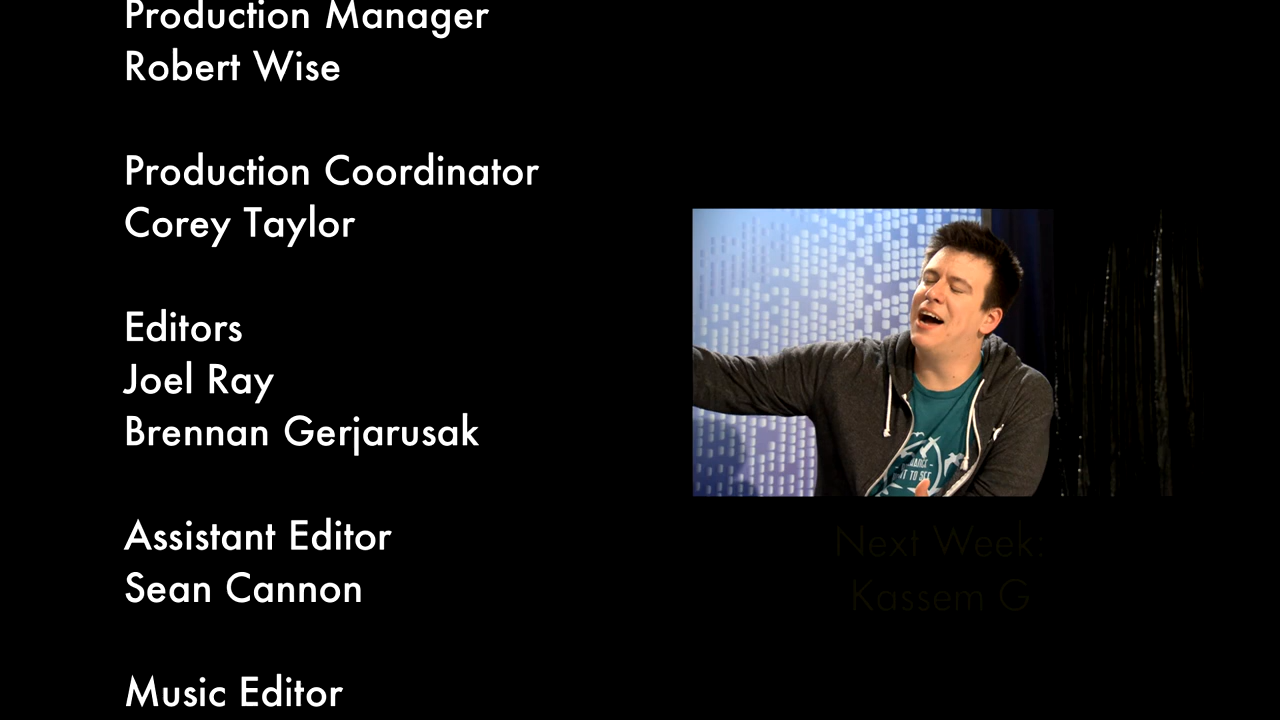 Production Manager
Robert Wise
Production Coordinator
Corey Taylor
Editors
Joel Ray
Brennan Gerjarusak
Assistant Editor
Sean Cannon
Music Editor
Next Week:
Kassem G